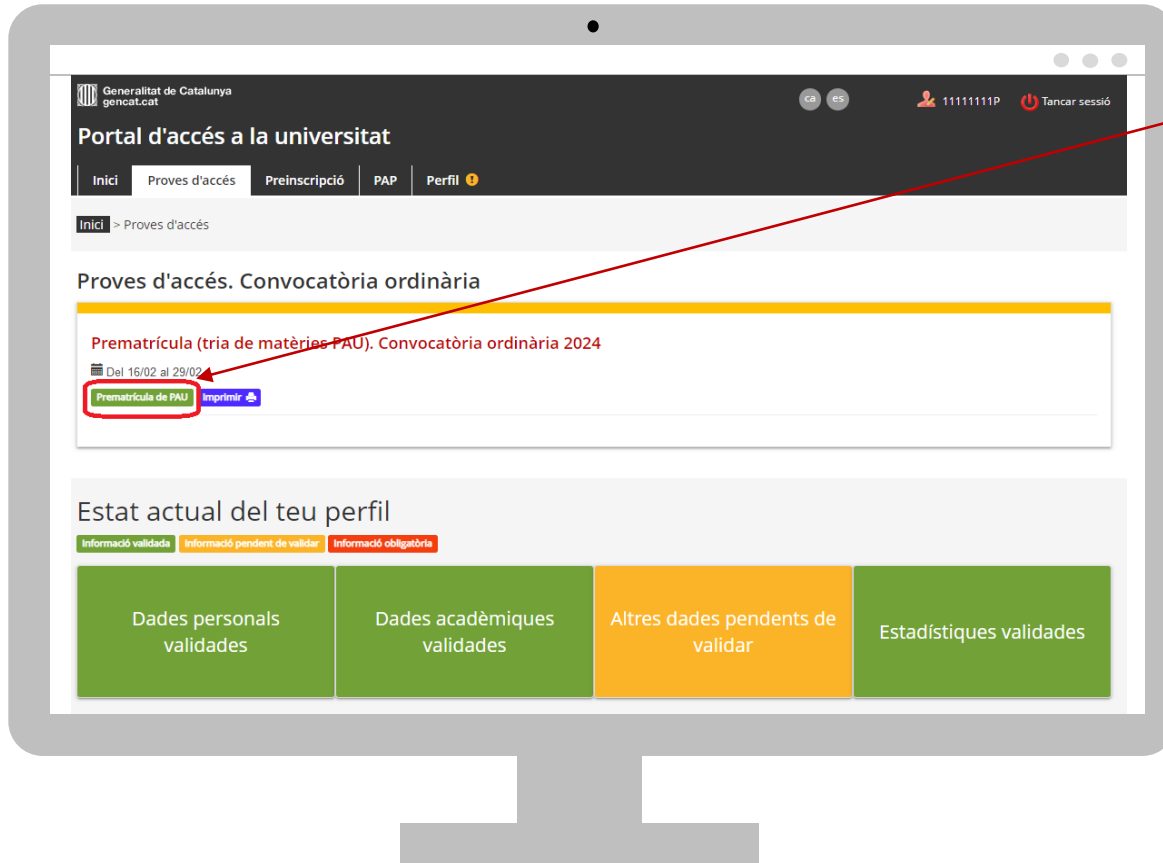 Generalitat de Catalunya
gencat.cat
ca es 11111111P Tancar sessió
Portal d'accés a la universitat
Inici Proves d'accés Preinscripció PAP Perfil !
Inici > Proves d'accés
Proves d'accés. Convocatòria ordinària
Prematrícula (tria de matèries PAU). Convocatòria ordinària 2024
Del 16/02 al 29/02
Prematrícula de PAU Imprimir
Estat actual del teu perfil
Informació validada Informació pendent de validar Informació obligatòria
Dades personals
validades
Dades acadèmiques
validades
Altres dades pendents de
validar
Estadístiques validades